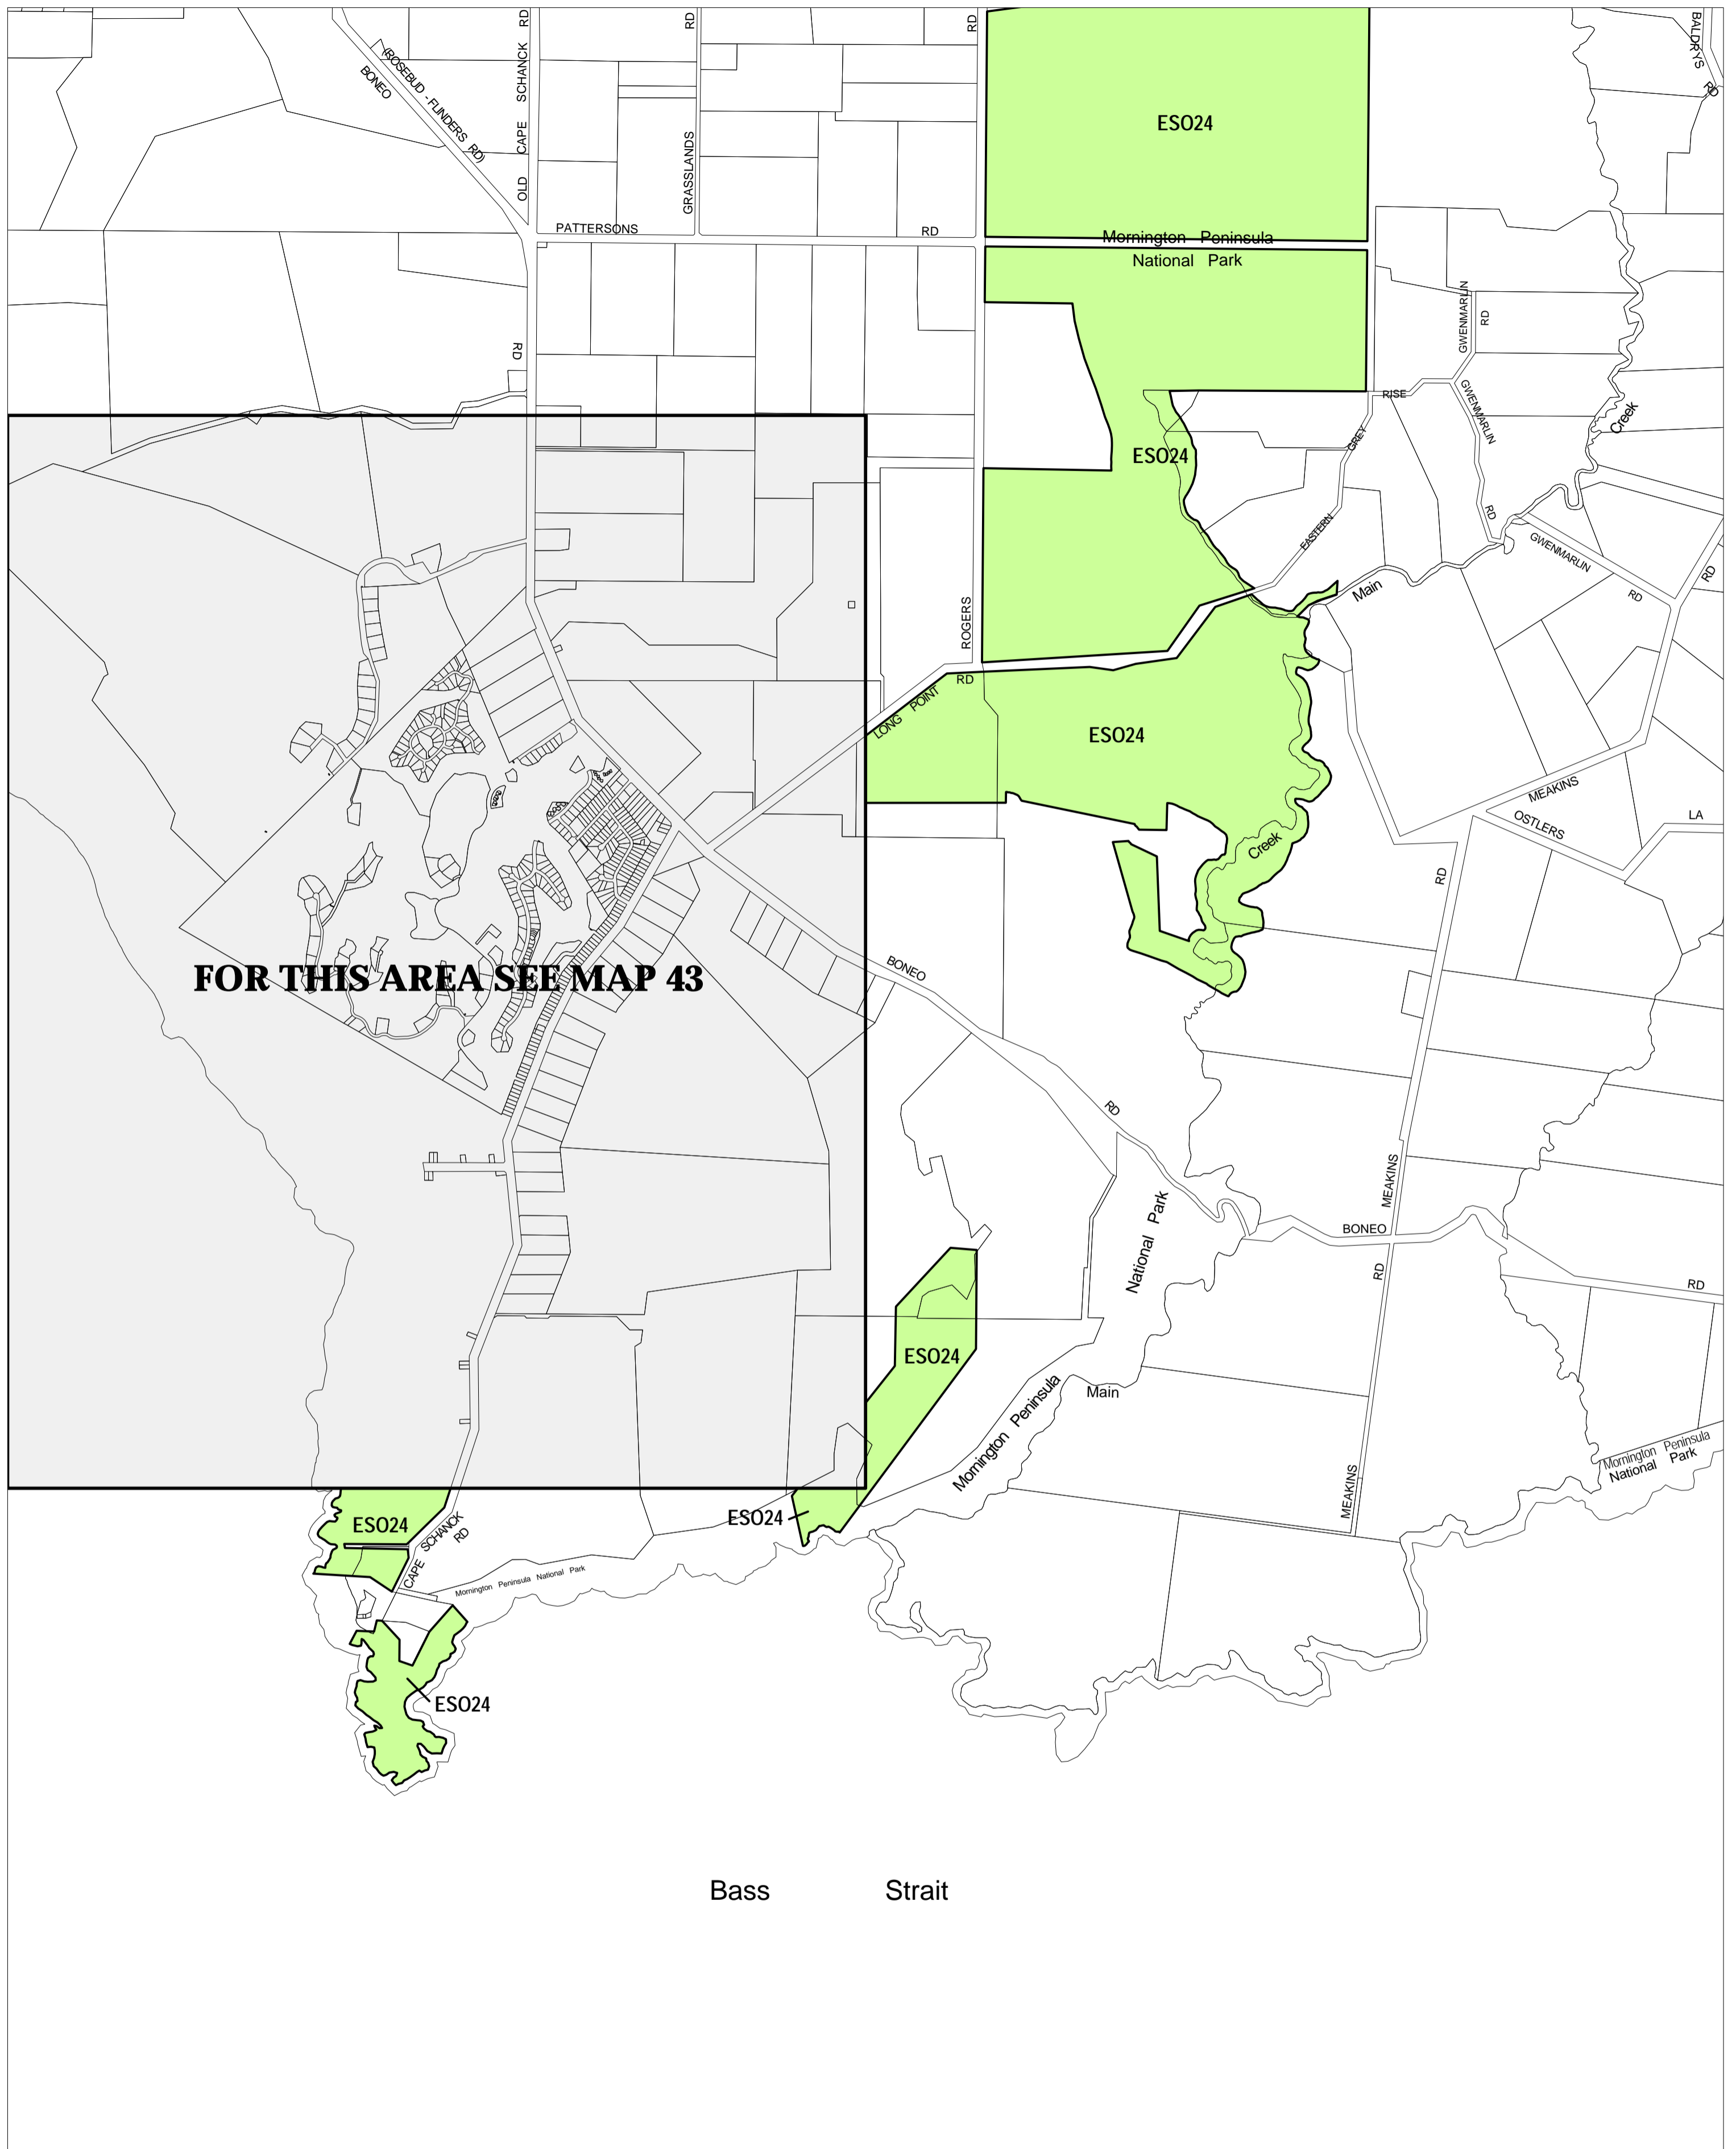 RD
RD
RD
BALDRYS
RD
(ROSEBUD - FLINDERS RD)
BONEO
OLD CAPE SCHANCK
GRASSLANDS
ESO24
PATTERSONS RD
Mornington Peninsula
National Park
GWENMARLIN
RD
RD
RISE
GWENMARLIN
RD
Creek
GREY
ESO24
EASTERN
GWENMARLIN
RD
RD
Main
ROGERS
RD
LONG POINT
ESO24
MEAKINS
OSTLERS
LA
Creek
RD
FOR THIS AREA SEE MAP 43
BONEO
RD
MEAKINS
National Park
BONEO
RD
RD
ESO24
Main
Mornington Peninsula
Mornington Peninsula
National Park
MEAKINS
ESO24
ESO24
CAPE SCHANCK
RD
Mornington Peninsula National Park
ESO24
Bass Strait